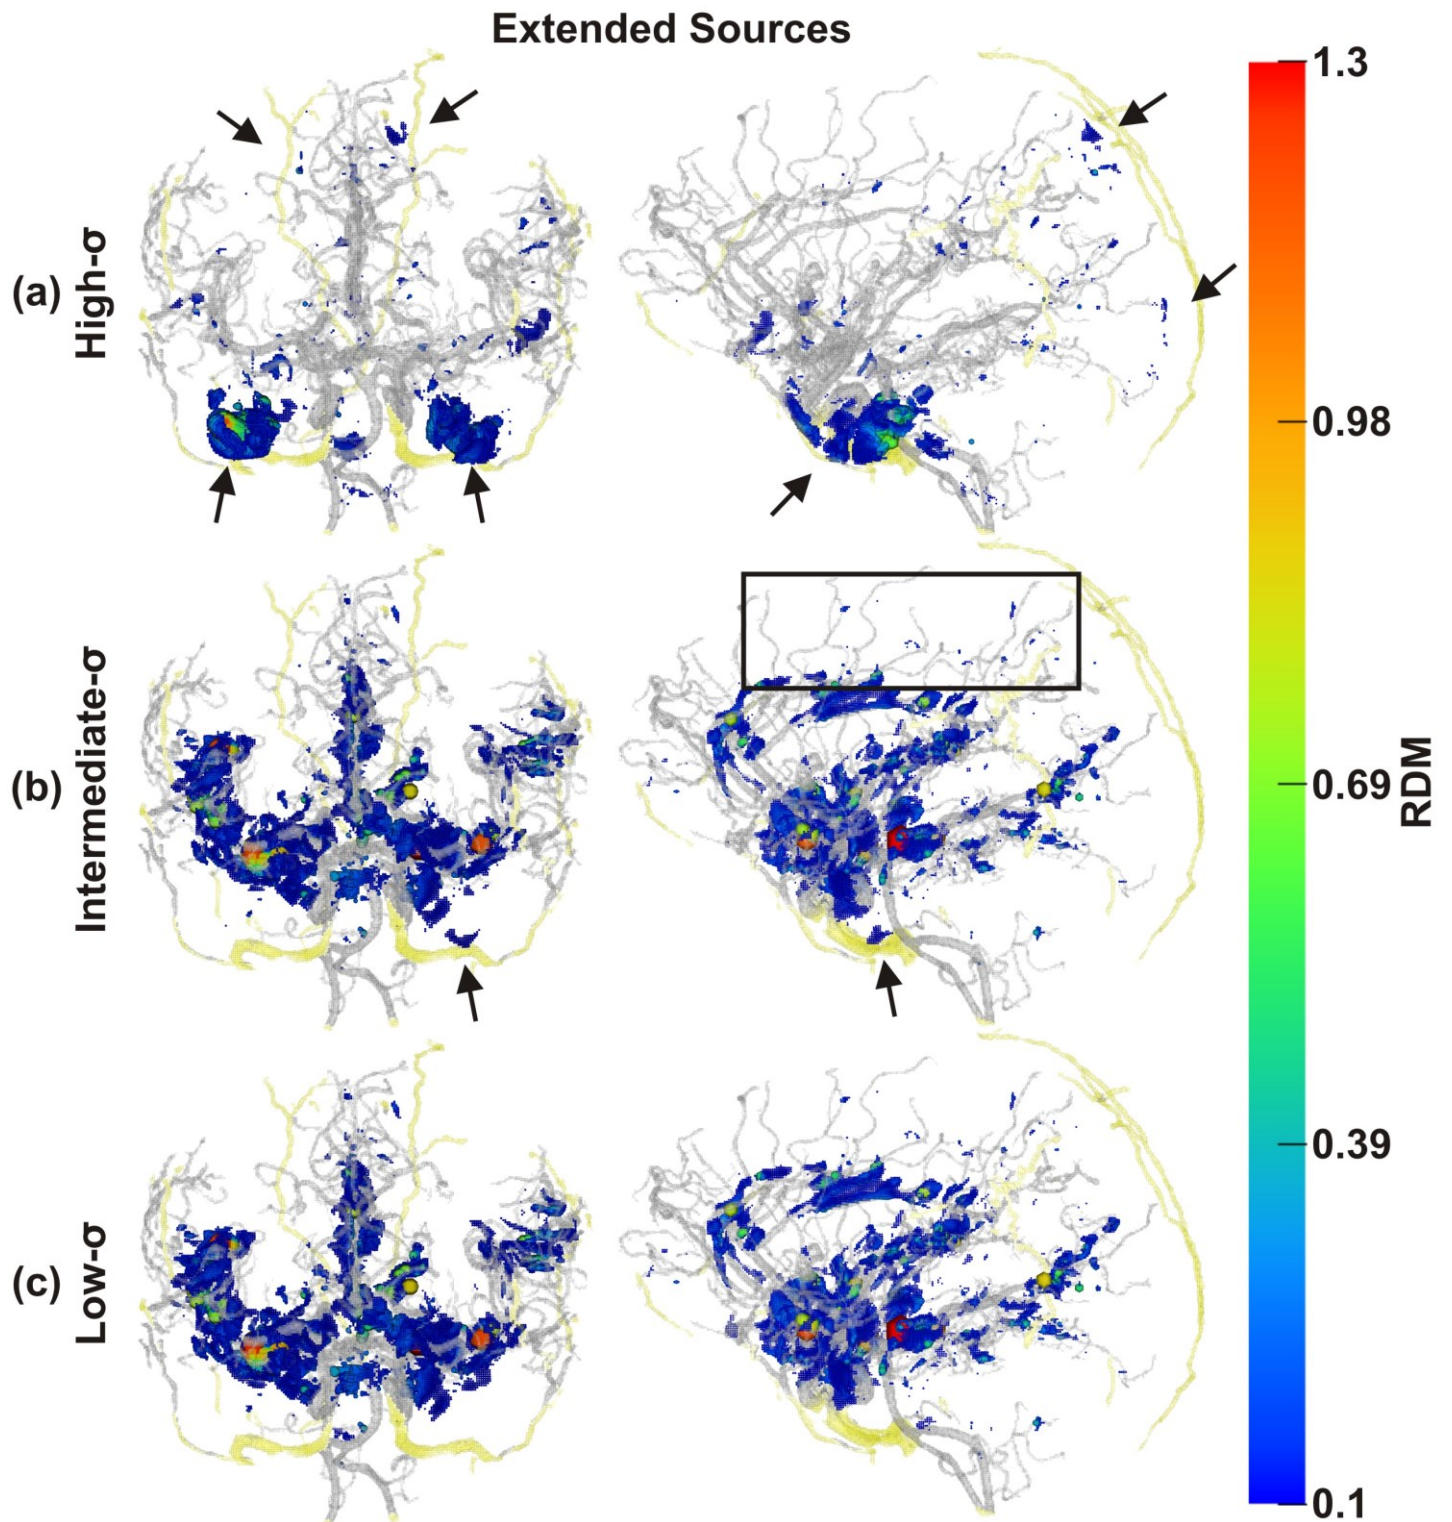 Extended Sources
(a) High-σ
(b) Intermediate-σ
(c) Low-σ
1.3
0.98
0.69
0.39
0.1
RDM